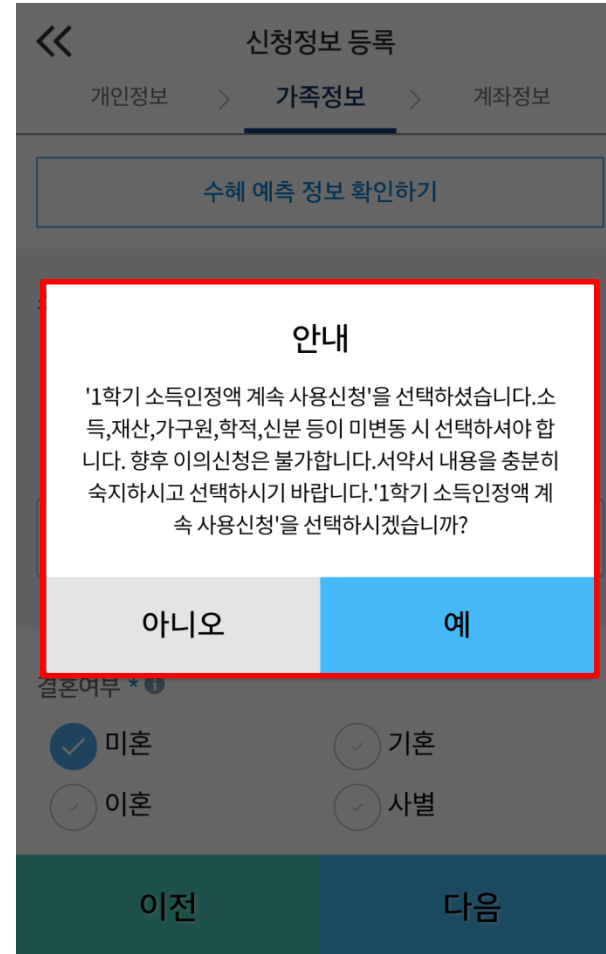 신청정보 등록
개인정보 > 가족정보 > 계좌정보
수혜 예측 정보 확인하기
안내
'1학기 소득인정액 계속 사용신청'을 선택하셨습니다.소
득,재산,가구원,학적,신분 등이 미변동 시 선택하셔야 합
니다. 향후 이의신청은 불가합니다.서약서 내용을 충분히
숙지하시고 선택하시기 바랍니다.'1학기 소득인정액 계
속 사용신청'을 선택하시겠습니까?
아니오 예
결혼여부 *
미혼 기혼
이혼 사별
이전 다음